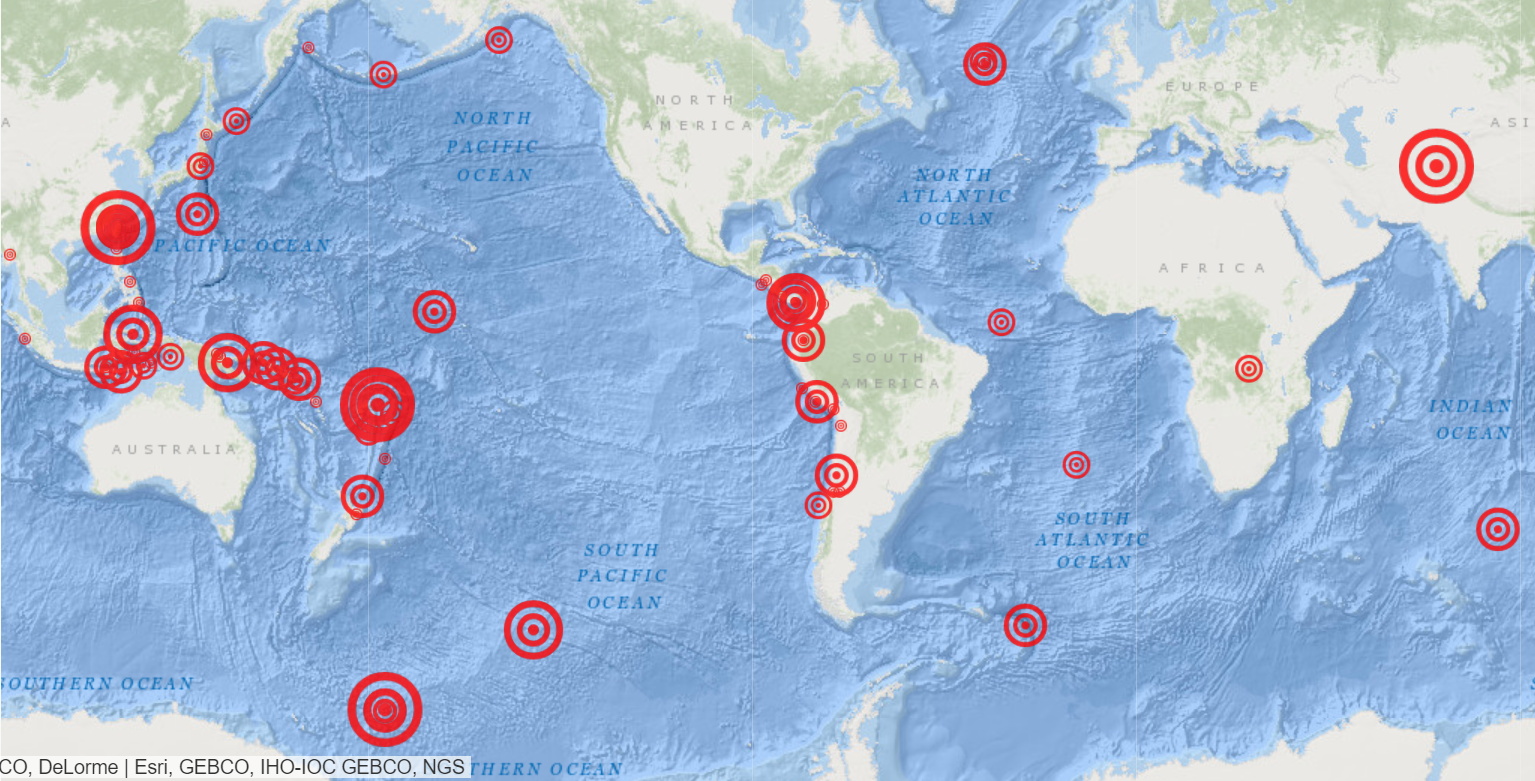 NORTH
AMERICA
EUROPE
A
ASI
NORTH
PACIFIC
OCEAN
NORTH
ATLANTIC
OCEAN
PACIFIC OCEAN
AFRICA
SOUTH
AMERICA
INDIAN
OCEAN
AUSTRALIA
SOUTH
PACIFIC
OCEAN
SOUTH
ATLANTIC
OCEAN
SOUTHERN OCEAN
S
CO, DeLorme | Esri, GEBCO, IHO-IOC GEBCO, NGS
THERN OCEAN